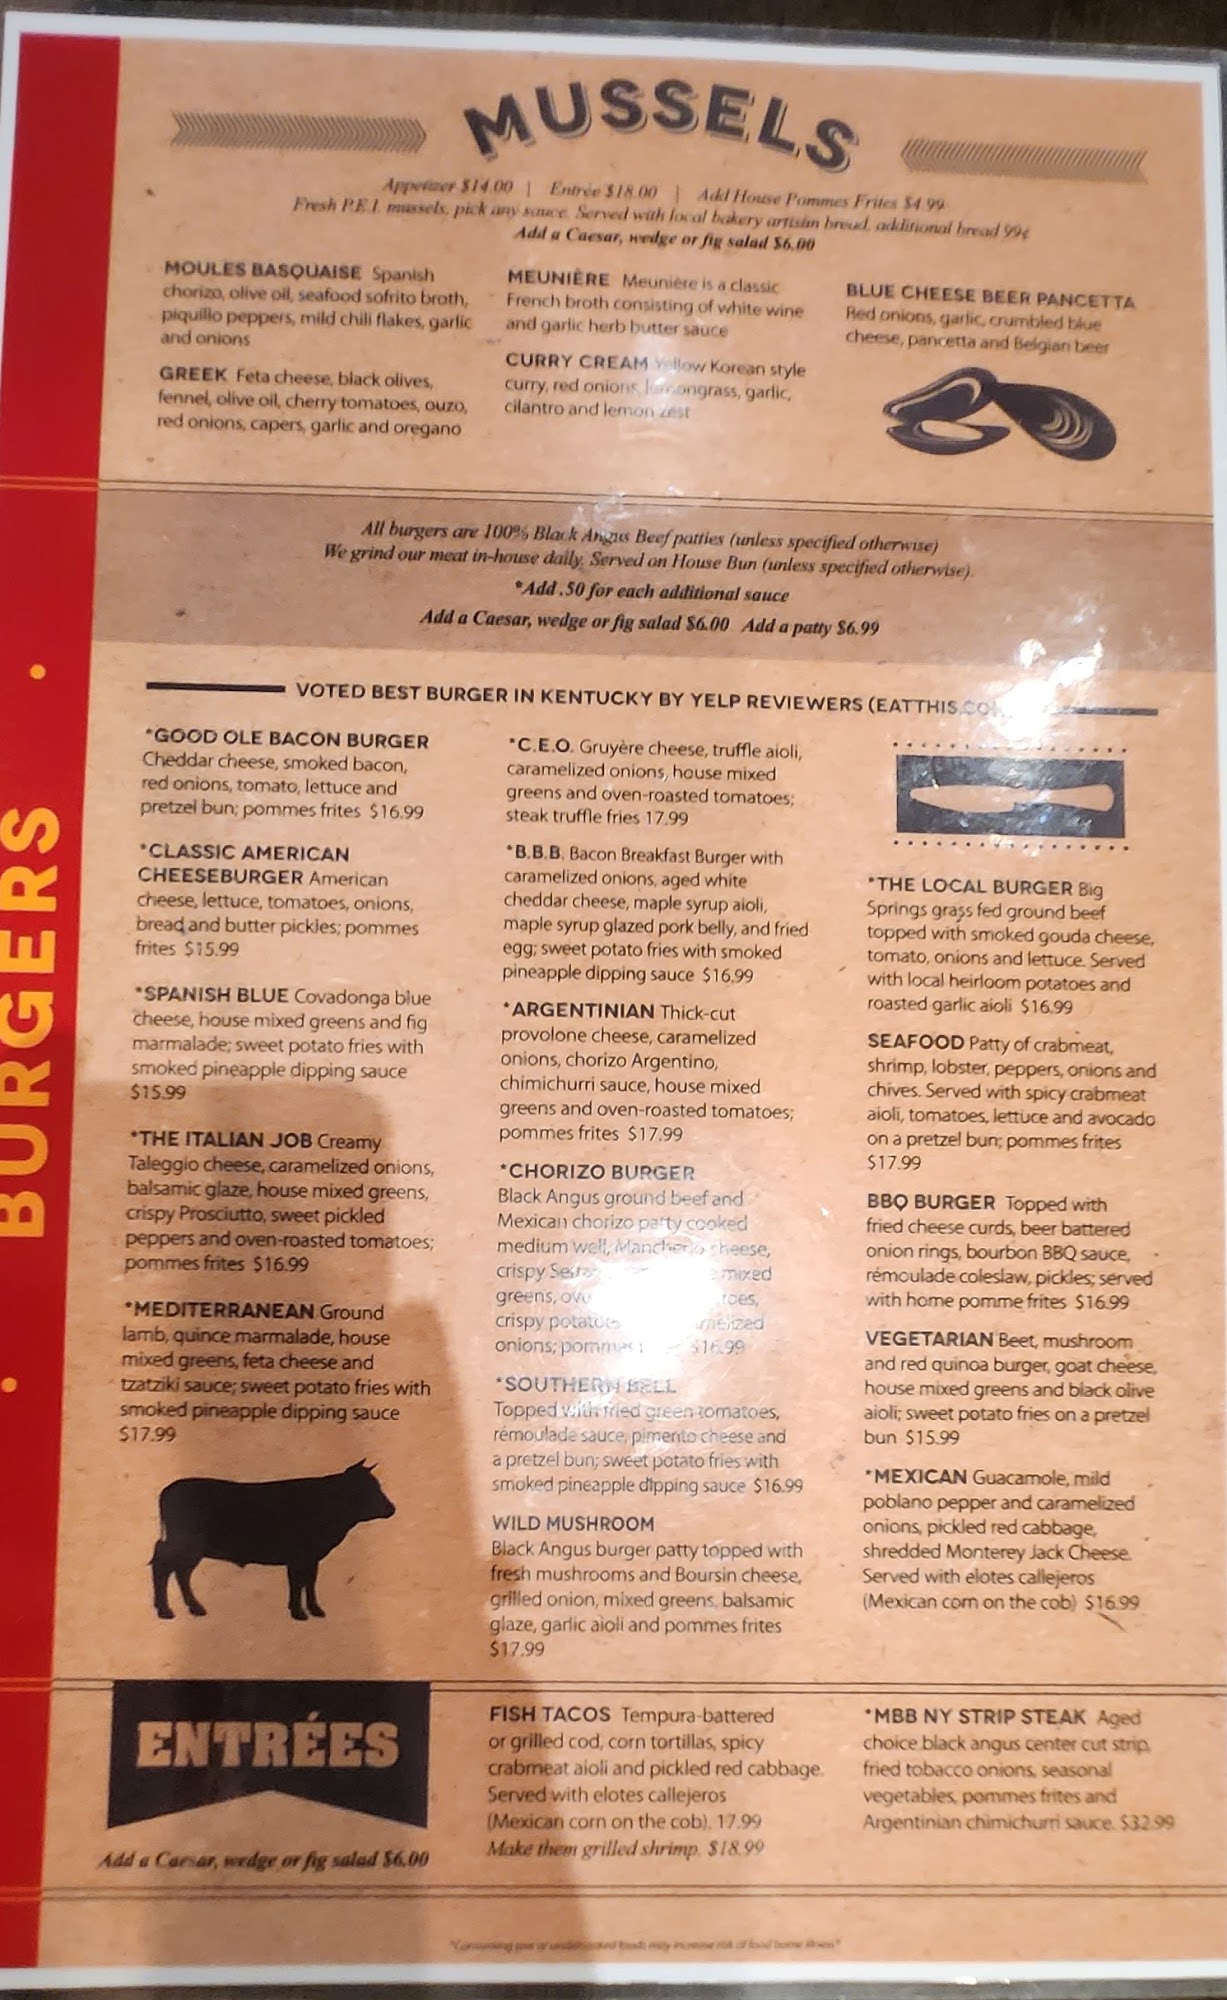 MUSSELS
Appetizer $14.00 | Entrée $18.00 | Add House Pommes Frites $4.99
Fresh P.E.I. mussels, pick any sauce. Served with local bakery artisan bread, additional bread 99¢
Add a Caesar, wedge or fig salad $6.00
MOULES BASQUAISE Spanish
chorizo, olive oil, seafood sofrito broth,
piquillo peppers, mild chili flakes, garlic
and onions
GREEK Feta cheese, black olives,
fennel, olive oil, cherry tomatoes, ouzo,
red onions, capers, garlic and oregano
MEUNIÈRE Meunière is a classic
French broth consisting of white wine
and garlic herb butter sauce
CURRY CREAM Yellow Korean style
curry, red onions, lemongrass, garlic,
cilantro and lemon zest
BLUE CHEESE BEER PANCETTA
Red onions, garlic, crumbled blue
cheese, pancetta and Belgian beer
All burgers are 100% Black Angus Beef patties (unless specified otherwise)
We grind our meat in-house daily. Served on House Bun (unless specified otherwise).
*Add .50 for each additional sauce
Add a Caesar, wedge or fig salad $6.00 Add a patty $6.99
BURGERS
VOTED BEST BURGER IN KENTUCKY BY YELP REVIEWERS (EATTHIS.CO
*GOOD OLE BACON BURGER
Cheddar cheese, smoked bacon,
red onions, tomato, lettuce and
pretzel bun; pommes frites $16.99
*CLASSIC AMERICAN
CHEESEBURGER American
cheese, lettuce, tomatoes, onions,
bread and butter pickles; pommes
frites $15.99
*SPANISH BLUE Covadonga blue
cheese, house mixed greens and fig
marmalade; sweet potato fries with
smoked pineapple dipping sauce
$15.99
*THE ITALIAN JOB Creamy
Taleggio cheese, caramelized onions,
balsamic glaze, house mixed greens,
crispy Prosciutto, sweet pickled
peppers and oven-roasted tomatoes;
pommes frites $16.99
*MEDITERRANEAN Ground
lamb, quince marmalade, house
mixed greens, feta cheese and
tzatziki sauce; sweet potato fries with
smoked pineapple dipping sauce
$17.99
*C.E.O. Gruyère cheese, truffle aioli,
caramelized onions, house mixed
greens and oven-roasted tomatoes;
steak truffle fries 17.99
*B.B.B. Bacon Breakfast Burger with
caramelized onions, aged white
cheddar cheese, maple syrup aioli,
maple syrup glazed pork belly, and fried
egg; sweet potato fries with smoked
pineapple dipping sauce $16.99
*ARGENTINIAN Thick-cut
provolone cheese, caramelized
onions, chorizo Argentino,
chimichurri sauce, house mixed
greens and oven-roasted tomatoes;
pommes frites $17.99
*CHORIZO BURGER
Black Angus ground beef and
Mexican chorizo patty cooked
medium well, Manchego cheese,
crispy mixed
greens,
crispy
onions; pommes $16.99
*SOUTHERN BELL
Topped with fried green tomatoes,
rémoulade sauce, pimento cheese and
a pretzel bun; sweet potato fries with
smoked pineapple dipping sauce $16.99
WILD MUSHROOM
Black Angus burger patty topped with
fresh mushrooms and Boursin cheese,
grilled onion, mixed greens, balsamic
glaze, garlic aioli and pommes frites
$17.99
*THE LOCAL BURGER Big
Springs grass fed ground beef
topped with smoked gouda cheese,
tomato, onions and lettuce. Served
with local heirloom potatoes and
roasted garlic aioli $16.99
SEAFOOD Patty of crabmeat,
shrimp, lobster, peppers, onions and
chives. Served with spicy crabmeat
aioli, tomatoes, lettuce and avocado
on a pretzel bun; pommes frites
$17.99
BBQ BURGER Topped with
fried cheese curds, beer battered
onion rings, bourbon BBQ sauce,
rémoulade coleslaw, pickles; served
with home pomme frites $16.99
VEGETARIAN Beet, mushroom
and red quinoa burger, goat cheese,
house mixed greens and black olive
aioli; sweet potato fries on a pretzel
bun $15.99
*MEXICAN Guacamole, mild
poblano pepper and caramelized
onions, pickled red cabbage,
shredded Monterey Jack Cheese.
Served with elotes callejeros
(Mexican corn on the cob) $16.99
ENTRÉES
Add a Caesar, wedge or fig salad $6.00
FISH TACOS Tempura-battered
or grilled cod, corn tortillas, spicy
crabmeat aioli and pickled red cabbage.
Served with elotes callejeros
(Mexican corn on the cob). 17.99
Make them grilled shrimp. $18.99
*MBB NY STRIP STEAK Aged
choice black angus center cut strip,
fried tobacco onions, seasonal
vegetables, pommes frites and
Argentinian chimichurri sauce. $32.99
*Consuming raw or undercooked foods may increase risk of food borne illness*